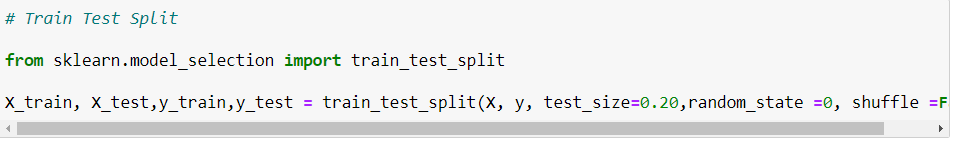 # Train Test Split
from sklearn.model_selection import train_test_split
X_train, X_test,y_train,y_test = train_test_split(X, y, test_size=0.20,random_state =0, shuffle =F